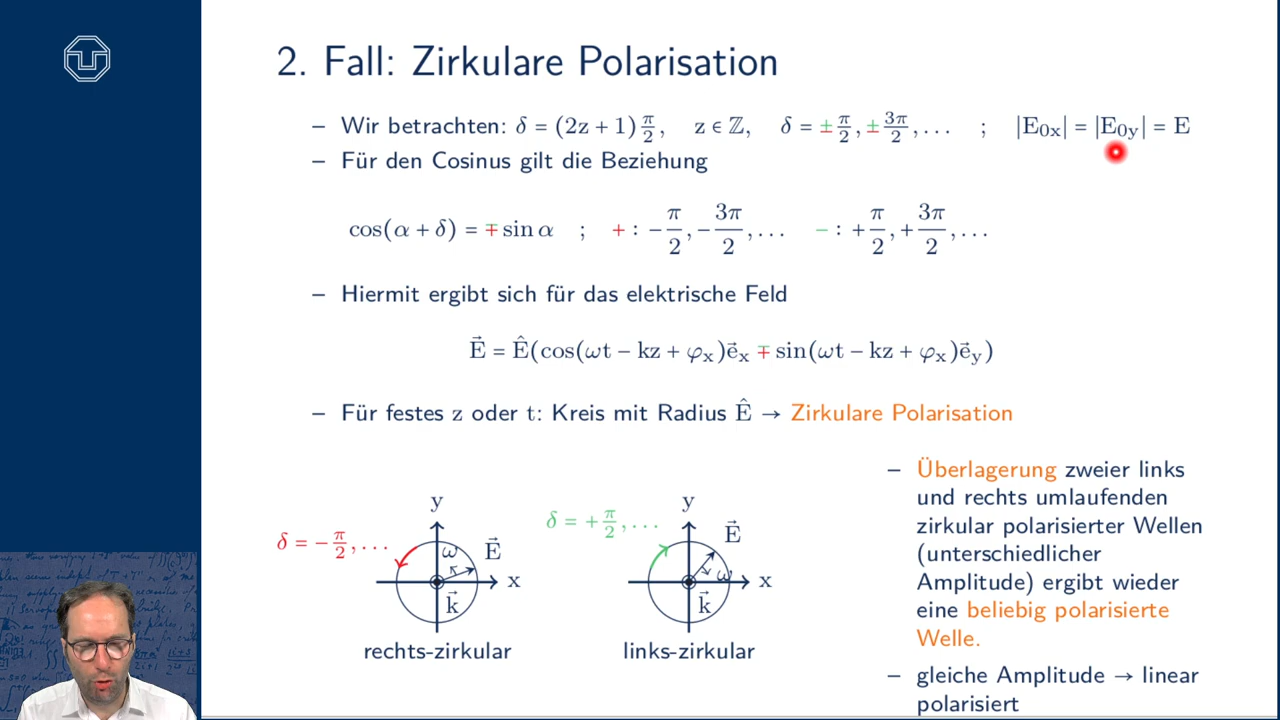 2. Fall: Zirkulare Polarisation
– Wir betrachten: δ = (2z + 1)π/2, z ∈ ℤ, δ = ±π/2, ±3π/2, … ; |E₀ₓ| = |E₀y| = E
– Für den Cosinus gilt die Beziehung
cos(α + δ) = ∓ sin α ; + : −π/2, −3π/2, … − : +π/2, +3π/2, …
– Hiermit ergibt sich für das elektrische Feld
E⃗ = Ê(cos(ωt − kz + φₓ)e⃗ₓ ∓ sin(ωt − kz + φₓ)e⃗y)
– Für festes z oder t: Kreis mit Radius Ê → Zirkulare Polarisation
δ = −π/2, …
y
ω
E⃗
x
k⃗
rechts-zirkular
δ = +π/2, …
y
E⃗
ω
x
k⃗
links-zirkular
– Überlagerung zweier links
und rechts umlaufenden
zirkular polarisierter Wellen
(unterschiedlicher
Amplitude) ergibt wieder
eine beliebig polarisierte
Welle.
– gleiche Amplitude → linear
polarisiert